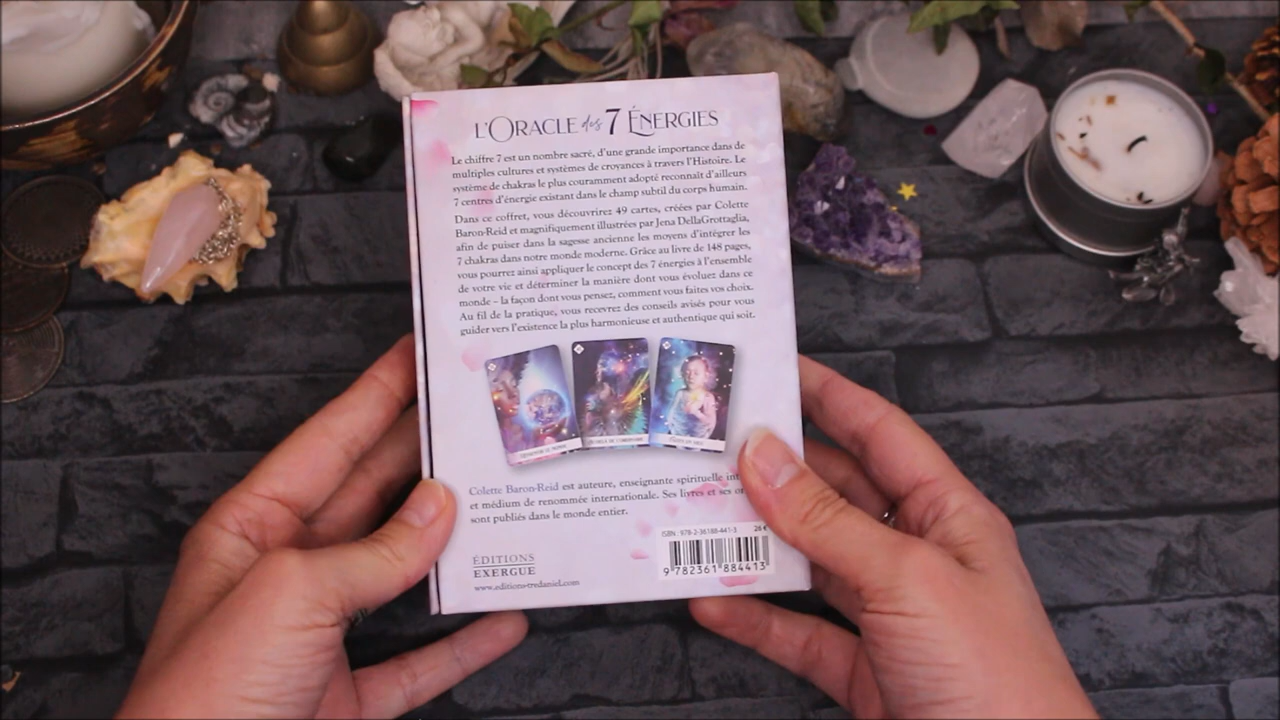 L'ORACLE des 7 ÉNERGIES
Le chiffre 7 est un nombre sacré, d'une grande importance dans de
multiples cultures et systèmes de croyances à travers l'Histoire. Le
système de chakras le plus couramment adopté reconnaît d'ailleurs
7 centres d'énergie existant dans le champ subtil du corps humain.
Dans ce coffret, vous découvrirez 49 cartes, créées par Colette
Baron-Reid et magnifiquement illustrées par Jena DellaGrottaglia,
afin de puiser dans la sagesse ancienne les moyens d'intégrer les
7 chakras dans notre monde moderne. Grâce au livre de 148 pages,
vous pourrez ainsi appliquer le concept des 7 énergies à l'ensemble
de votre vie et déterminer la manière dont vous évoluez dans ce
monde – la façon dont vous pensez, comment vous faites vos choix.
Au fil de la pratique, vous recevrez des conseils avisés pour vous
guider vers l'existence la plus harmonieuse et authentique qui soit.
Colette Baron-Reid est auteure, enseignante spirituelle
et médium de renommée internationale. Ses livres et ses
sont publiés dans le monde entier.
ISBN : 978-2-36188-441-3 26 €
9 782361 884413
ÉDITIONS
EXERGUE
www.editions-tredaniel.com